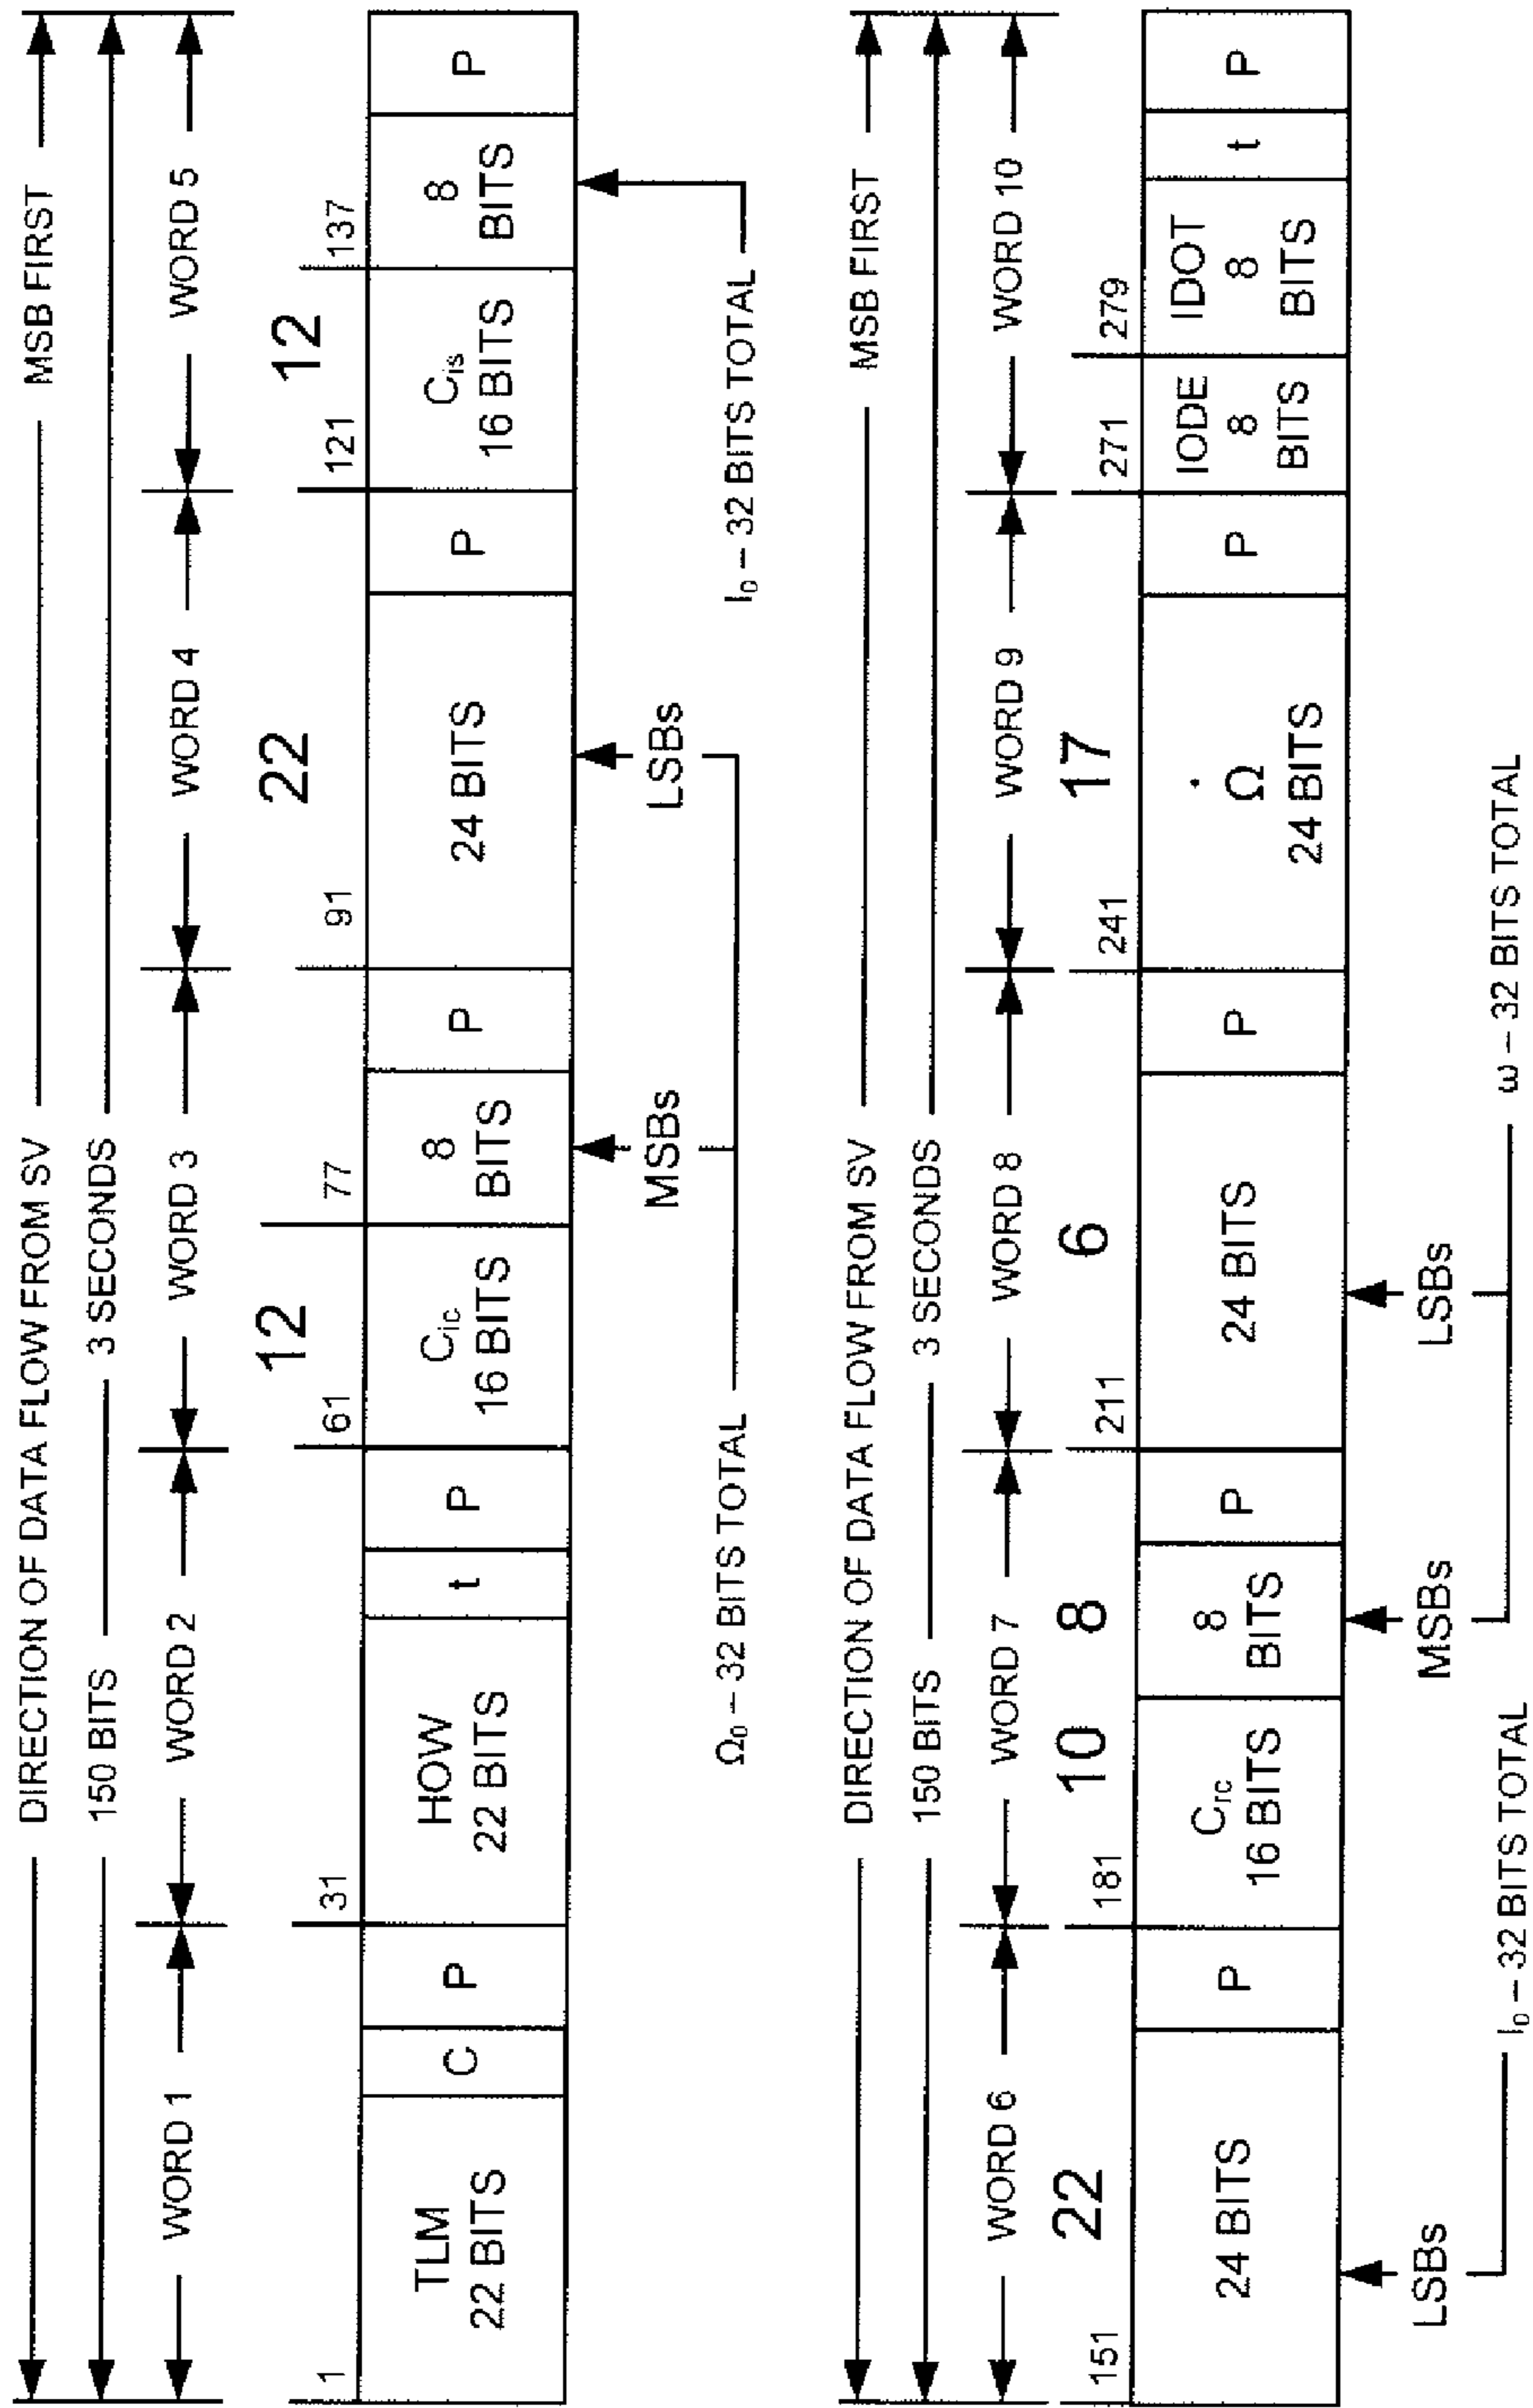 DIRECTION OF DATA FLOW FROM SV MSB FIRST
150 BITS 3 SECONDS
WORD 1 WORD 2 WORD 3 WORD 4 WORD 5
12 22 12
1 31 61 77 91 121 137
TLM
22 BITS
C
P
HOW
22 BITS
t
P
Cic
16 BITS
8
BITS
P
24 BITS
P
Cis
16 BITS
8
BITS
P
MSBs LSBs
Ω0 – 32 BITS TOTAL
I0 – 32 BITS TOTAL
DIRECTION OF DATA FLOW FROM SV MSB FIRST
150 BITS 3 SECONDS
WORD 6 WORD 7 WORD 8 WORD 9 WORD 10
22 10 8 6 17
151 181 211 241 271 279
24 BITS
P
Crc
16 BITS
8
BITS
P
24 BITS
P
Ω̇
24 BITS
P
IODE
8
BITS
IDOT
8
BITS
t
P
LSBs MSBs LSBs
I0 – 32 BITS TOTAL
ω – 32 BITS TOTAL